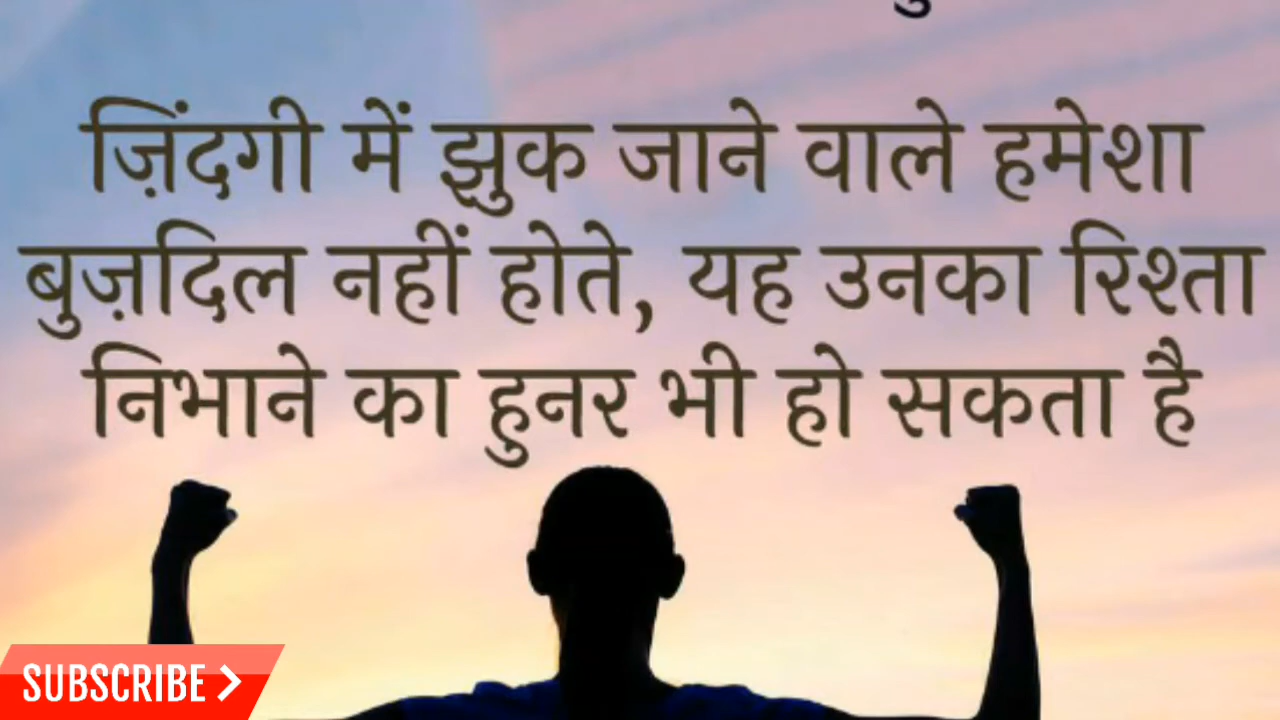 ज़िंदगी में झुक जाने वाले हमेशा
बुज़दिल नहीं होते, यह उनका रिश्ता
निभाने का हुनर भी हो सकता है
SUBSCRIBE